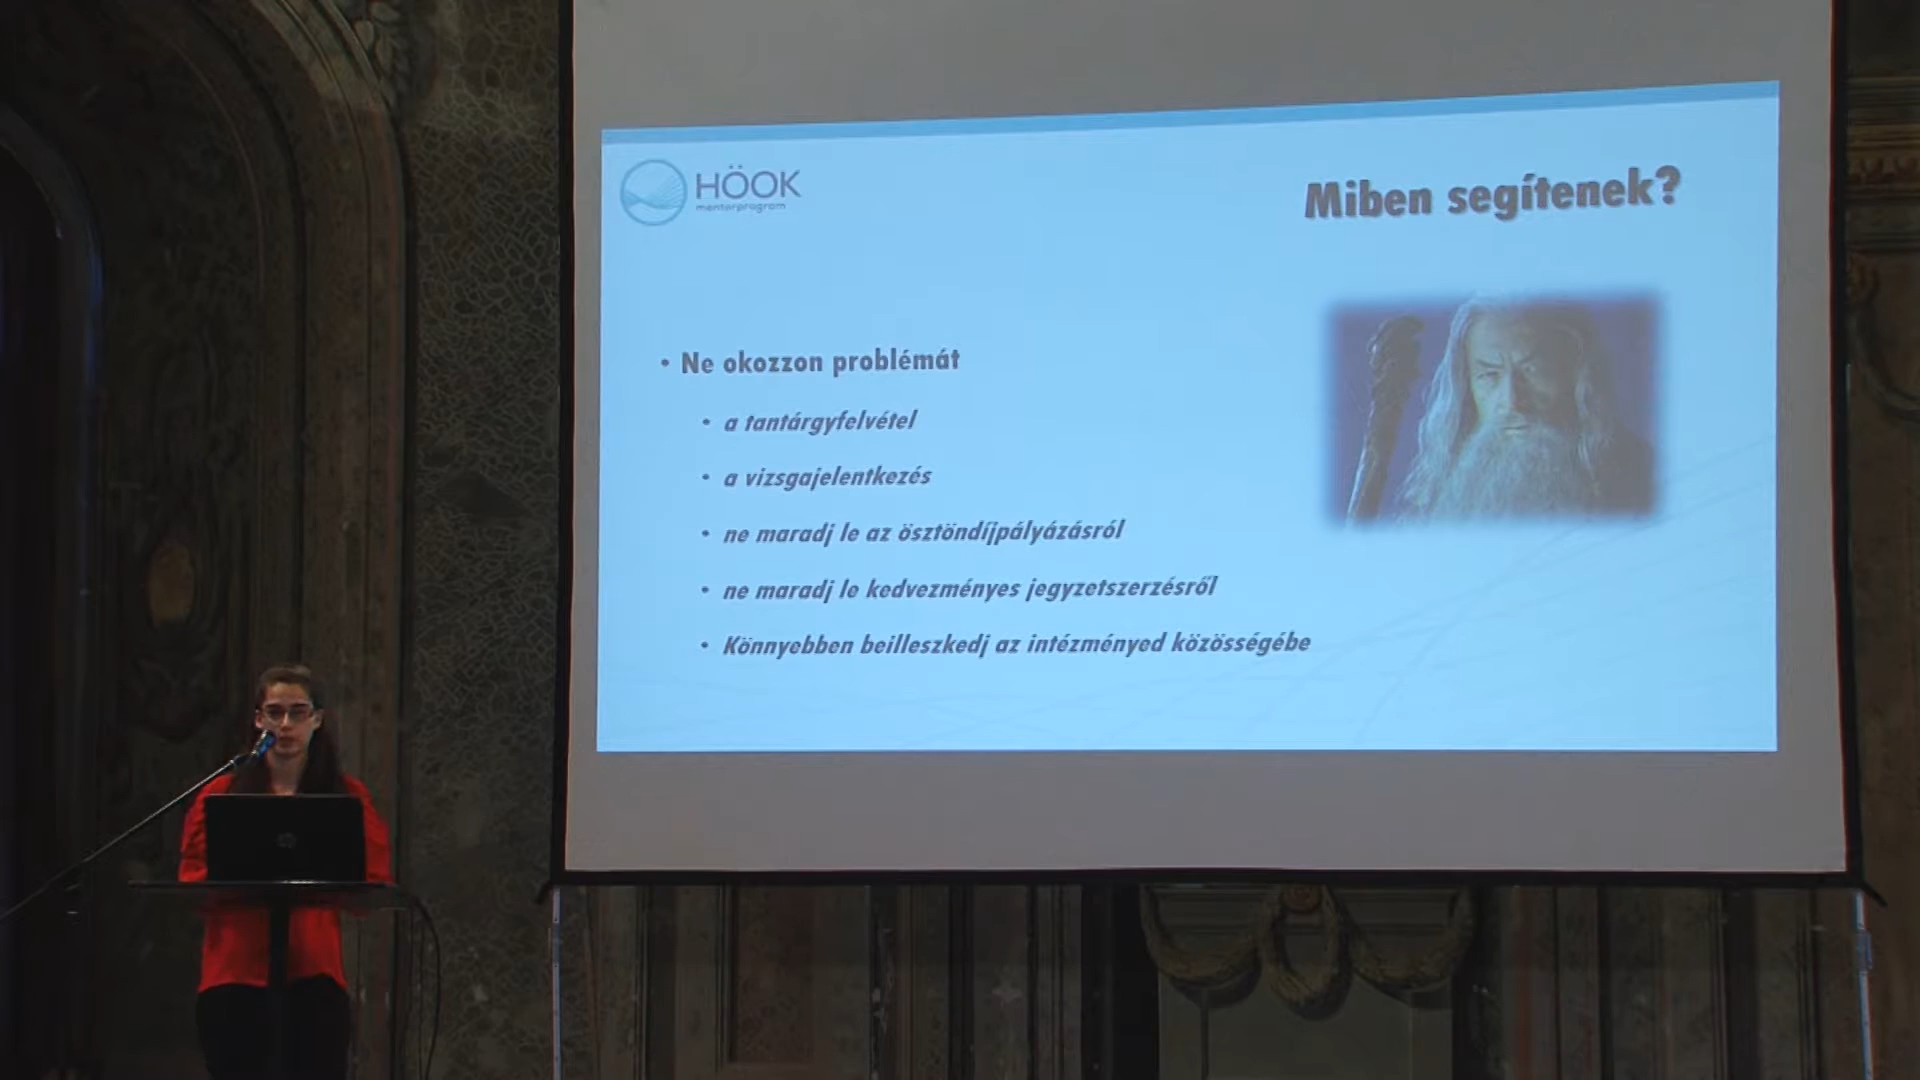 HÖOK
mentorprogram
Miben segítenek?
• Ne okozzon problémát
• a tantárgyfelvétel
• a vizsgajelentkezés
• ne maradj le az ösztöndíjpályázásról
• ne maradj le kedvezményes jegyzetszerzésről
• Könnyebben beilleszkedj az intézményed közösségébe